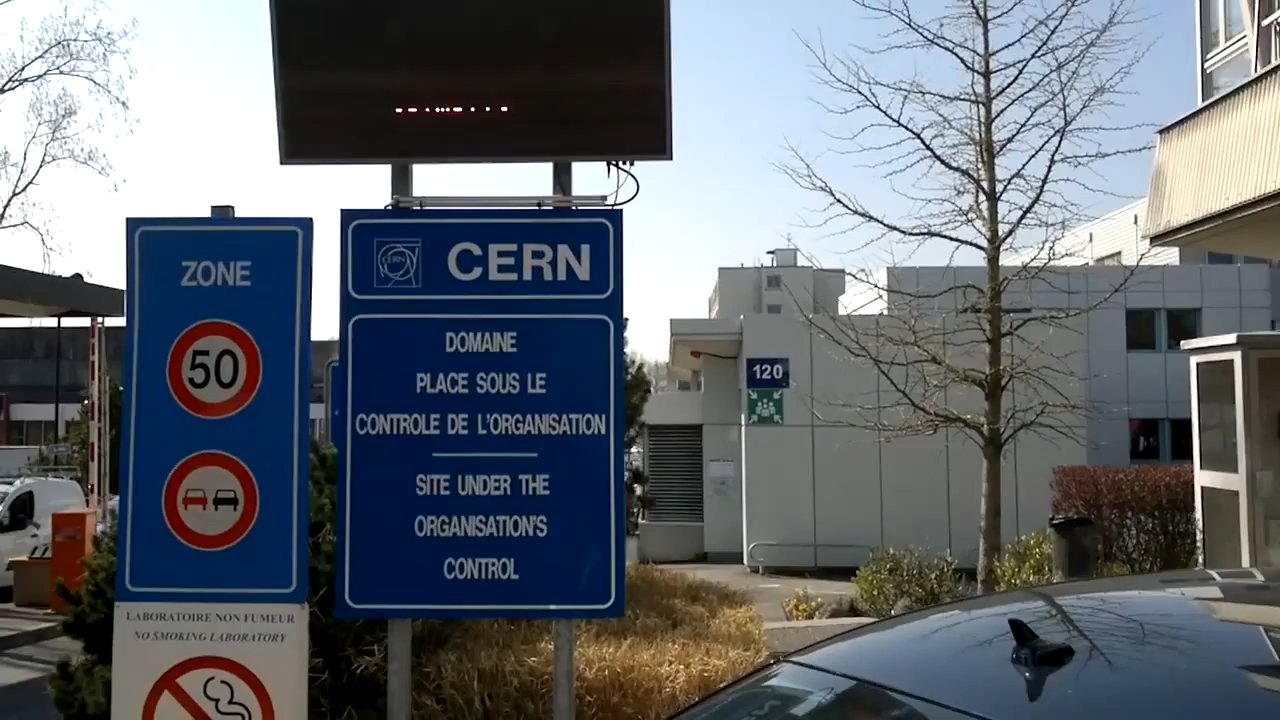 ZONE
50
LABORATOIRE NON FUMEUR
NO SMOKING LABORATORY
CERN
CERN
DOMAINE
PLACE SOUS LE
CONTROLE DE L'ORGANISATION
SITE UNDER THE
ORGANISATION'S
CONTROL
120